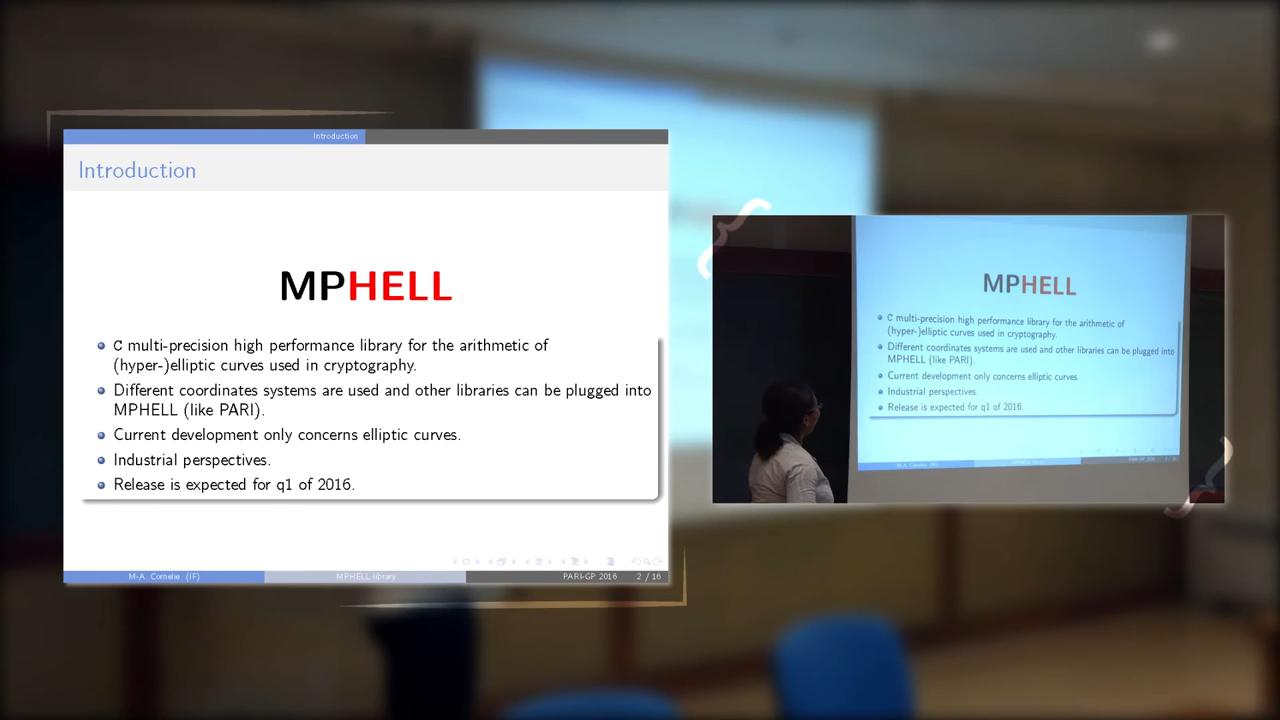 Introduction
Introduction
MPHELL
C multi-precision high performance library for the arithmetic of
(hyper-)elliptic curves used in cryptography.
Different coordinates systems are used and other libraries can be plugged into
MPHELL (like PARI).
Current development only concerns elliptic curves.
Industrial perspectives.
Release is expected for q1 of 2016.
M-A. Cornelie (IF) MPHELL library PARI-GP 2016 2 / 16
MPHELL
C multi-precision high performance library for the arithmetic of
(hyper-)elliptic curves used in cryptography.
Different coordinates systems are used and other libraries can be plugged into
MPHELL (like PARI).
Current development only concerns elliptic curves.
Industrial perspectives.
Release is expected for q1 of 2016.